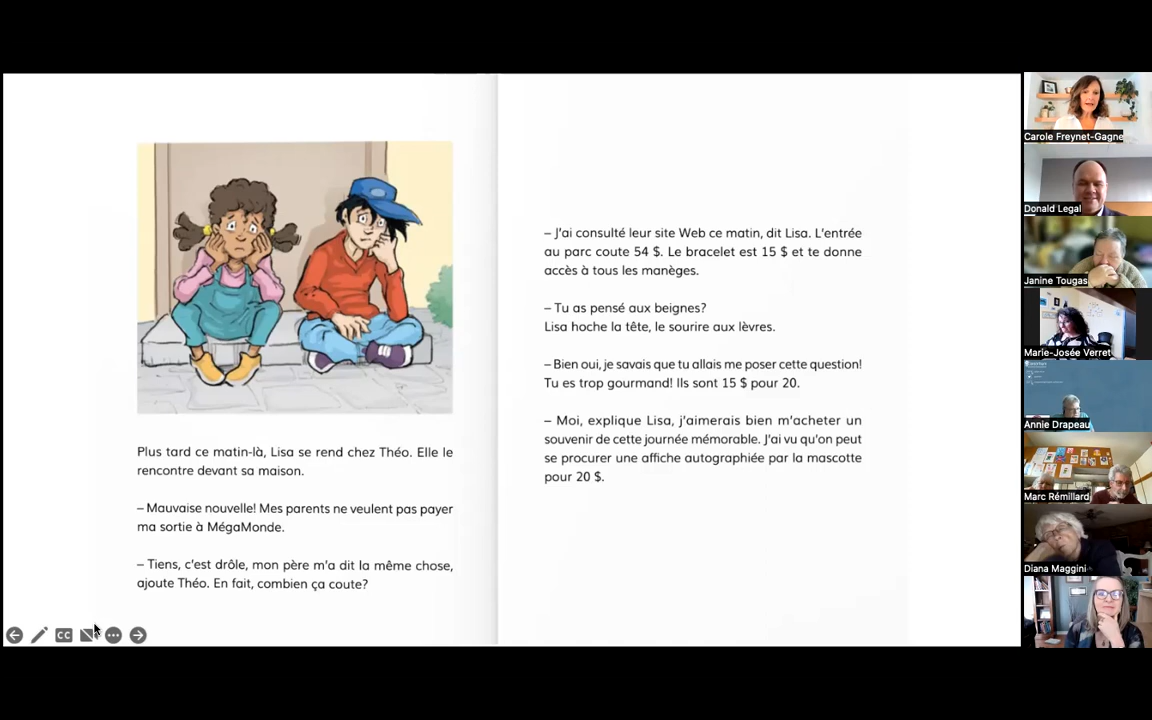 Plus tard ce matin-là, Lisa se rend chez Théo. Elle le
rencontre devant sa maison.
– Mauvaise nouvelle! Mes parents ne veulent pas payer
ma sortie à MégaMonde.
– Tiens, c'est drôle, mon père m'a dit la même chose,
ajoute Théo. En fait, combien ça coute?
– J'ai consulté leur site Web ce matin, dit Lisa. L'entrée
au parc coute 54 $. Le bracelet est 15 $ et te donne
accès à tous les manèges.
– Tu as pensé aux beignes?
Lisa hoche la tête, le sourire aux lèvres.
– Bien oui, je savais que tu allais me poser cette question!
Tu es trop gourmand! Ils sont 15 $ pour 20.
– Moi, explique Lisa, j'aimerais bien m'acheter un
souvenir de cette journée mémorable. J'ai vu qu'on peut
se procurer une affiche autographiée par la mascotte
pour 20 $.
CC
Carole Freynet-Gagne
Donald Legal
Janine Tougas
Marie-Josée Verret
Annie Drapeau
Marc Rémillard
Diana Maggini